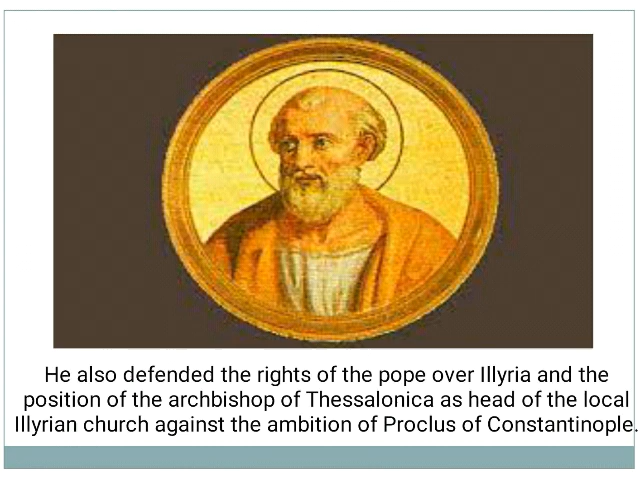 He also defended the rights of the pope over Illyria and the
position of the archbishop of Thessalonica as head of the local
Illyrian church against the ambition of Proclus of Constantinople.